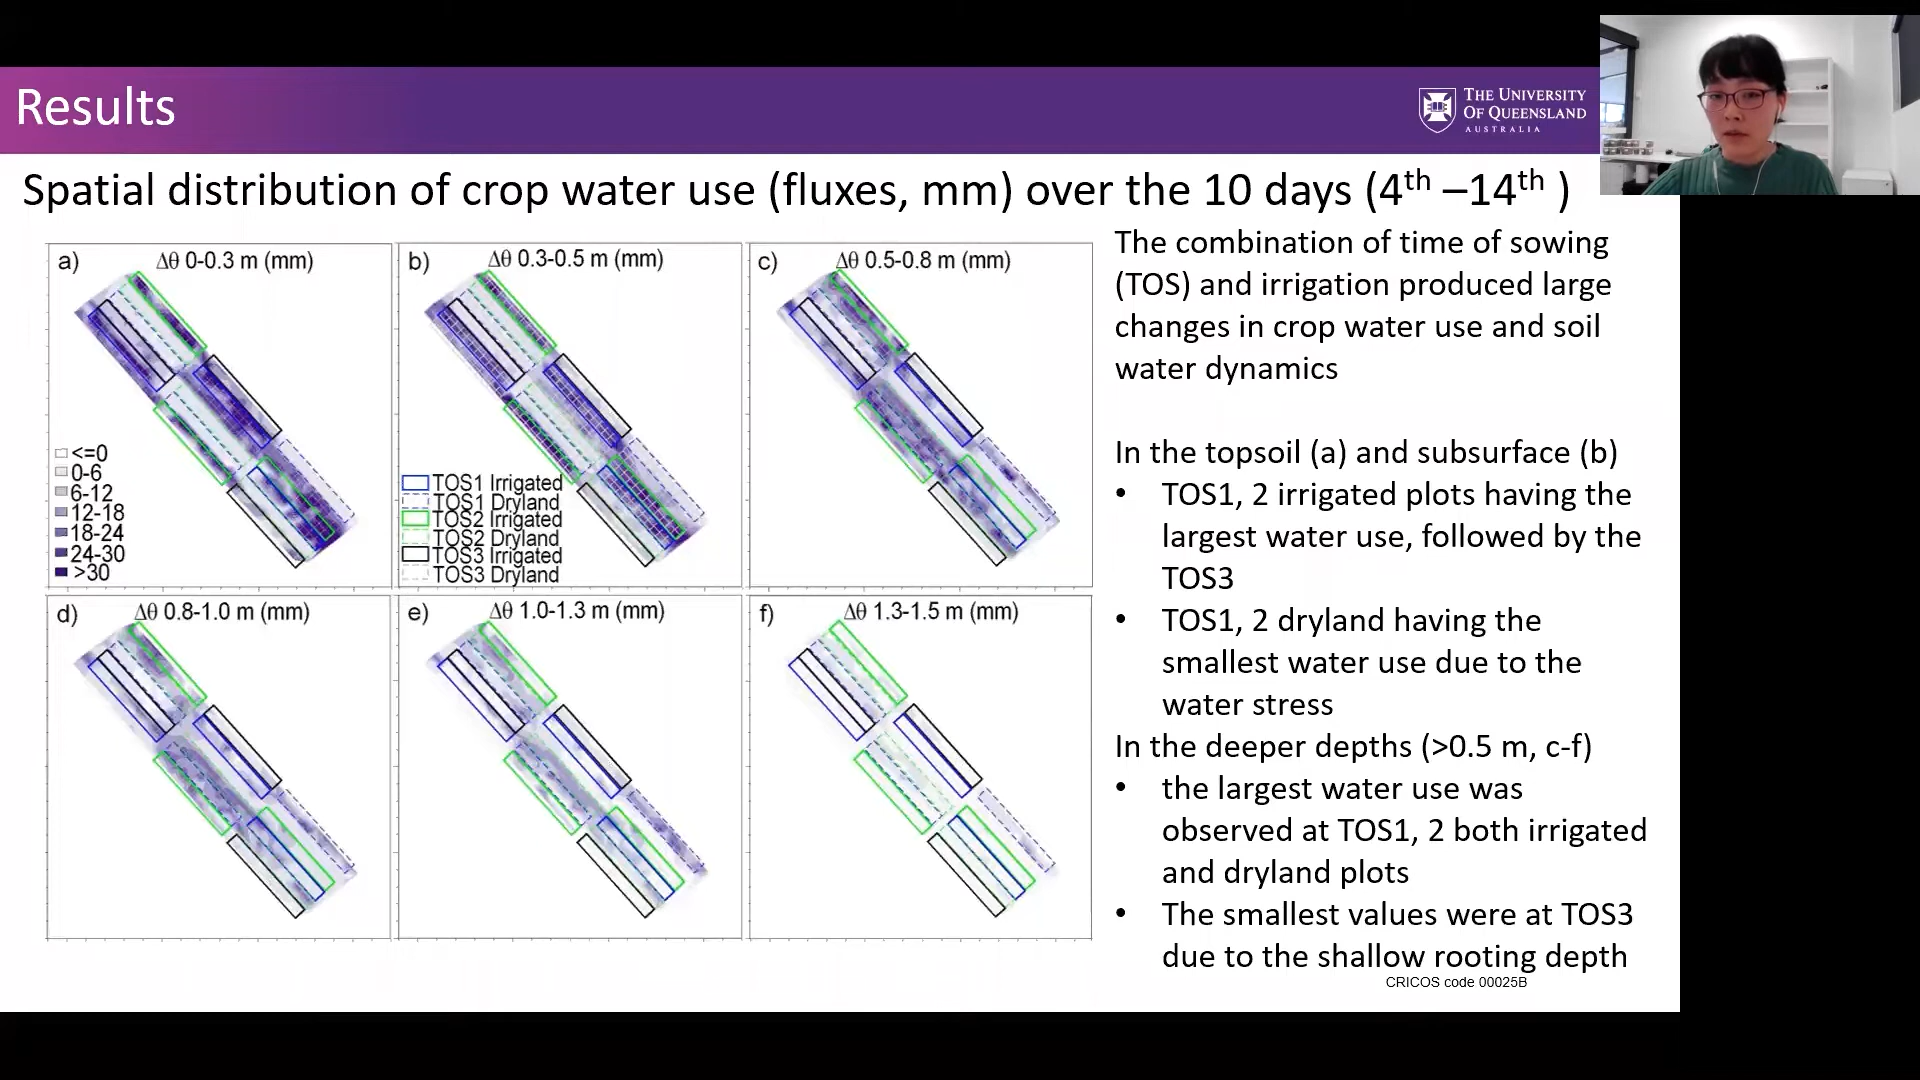 Results
THE UNIVERSITY
OF QUEENSLAND
AUSTRALIA
Spatial distribution of crop water use (fluxes, mm) over the 10 days (4th –14th )
a)
Δθ 0-0.3 m (mm)
<=0
0-6
6-12
12-18
18-24
24-30
>30
b)
Δθ 0.3-0.5 m (mm)
TOS1 Irrigated
TOS1 Dryland
TOS2 Irrigated
TOS2 Dryland
TOS3 Irrigated
TOS3 Dryland
c)
Δθ 0.5-0.8 m (mm)
d)
Δθ 0.8-1.0 m (mm)
e)
Δθ 1.0-1.3 m (mm)
f)
Δθ 1.3-1.5 m (mm)
The combination of time of sowing
(TOS) and irrigation produced large
changes in crop water use and soil
water dynamics
In the topsoil (a) and subsurface (b)
• TOS1, 2 irrigated plots having the
largest water use, followed by the
TOS3
• TOS1, 2 dryland having the
smallest water use due to the
water stress
In the deeper depths (>0.5 m, c-f)
• the largest water use was
observed at TOS1, 2 both irrigated
and dryland plots
• The smallest values were at TOS3
due to the shallow rooting depth
CRICOS code 00025B